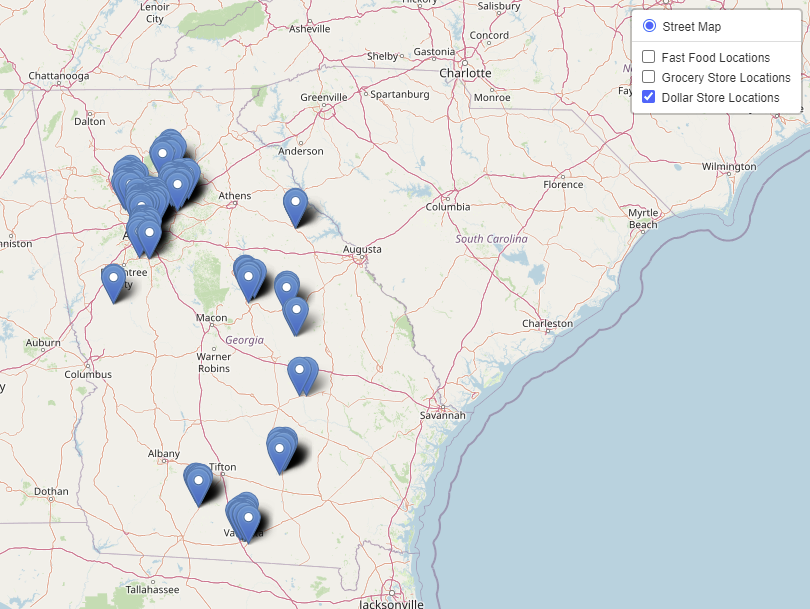 Lenoir
City
Hickory
Salisbury
Asheville
Concord
Shelby
Gastonia
Charlotte
Street Map
Fast Food Locations
Grocery Store Locations
Dollar Store Locations
Chattanooga
Greenville
Spartanburg
Monroe
Dalton
Anderson
Wilmington
Athens
Florence
Columbia
Myrtle
Beach
South Carolina
Augusta
Macon
Charleston
Georgia
Auburn
Warner
Robins
Columbus
Savannah
Albany
Tifton
Dothan
Tallahassee
Jacksonville